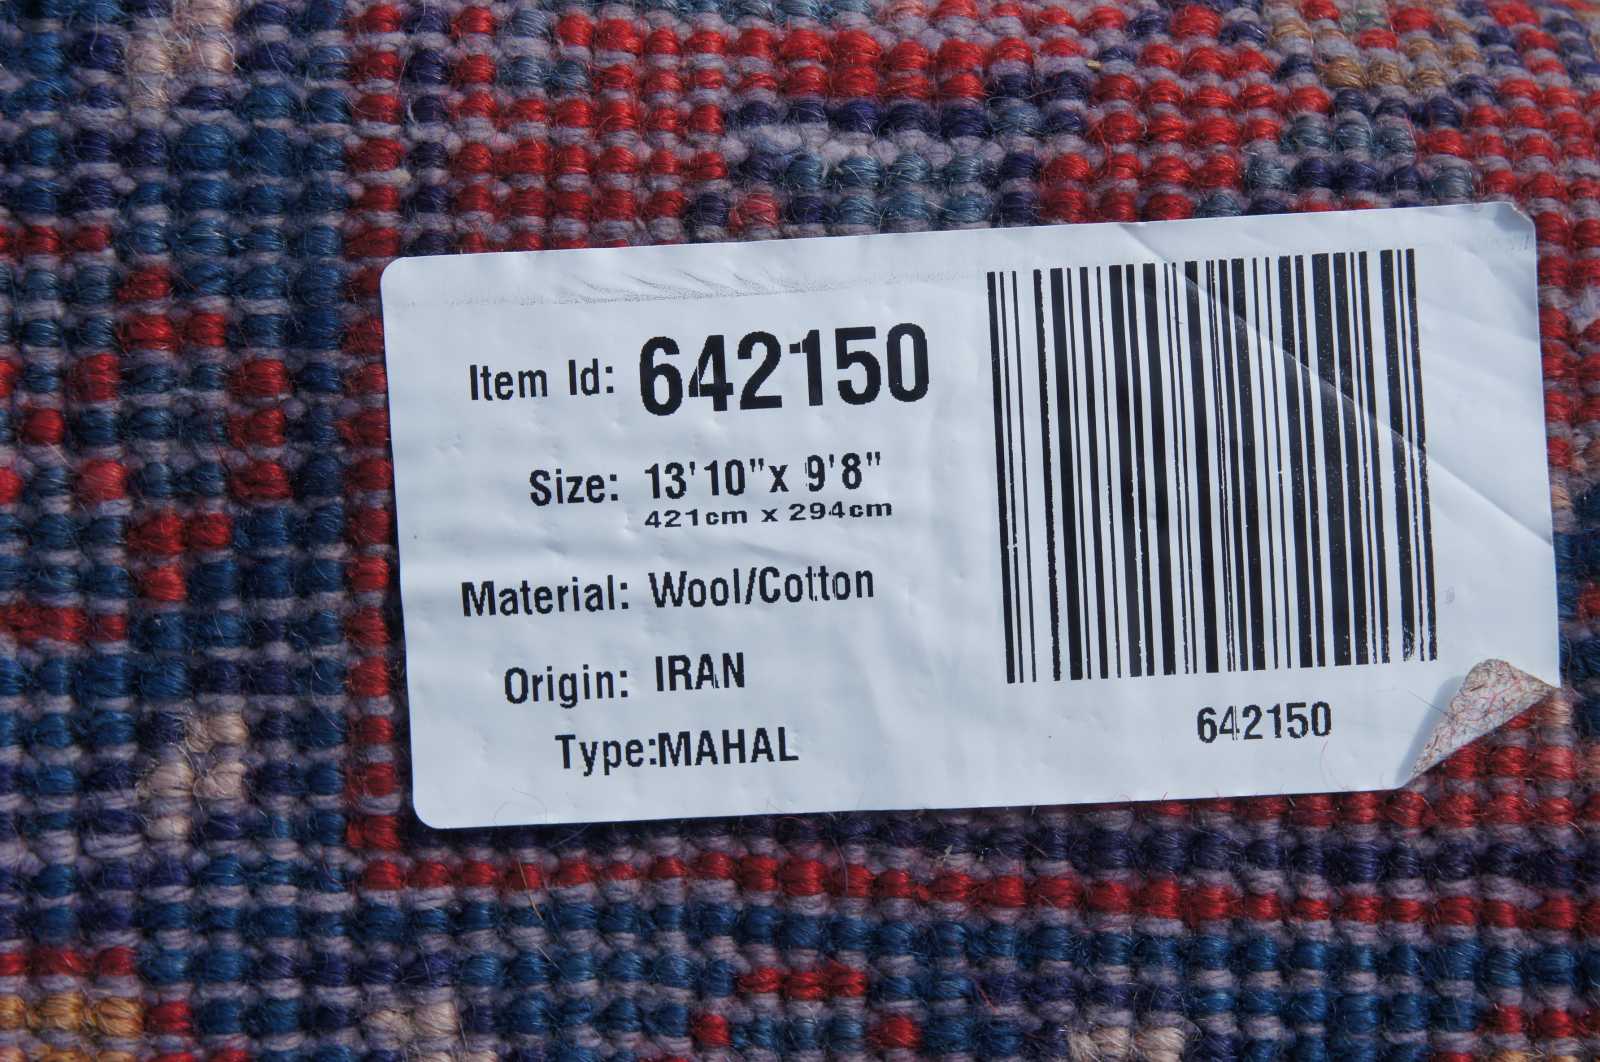 Item Id: 642150
Size: 13'10"x 9'8"
421cm x 294cm
Material: Wool/Cotton
Origin: IRAN
Type:MAHAL
642150